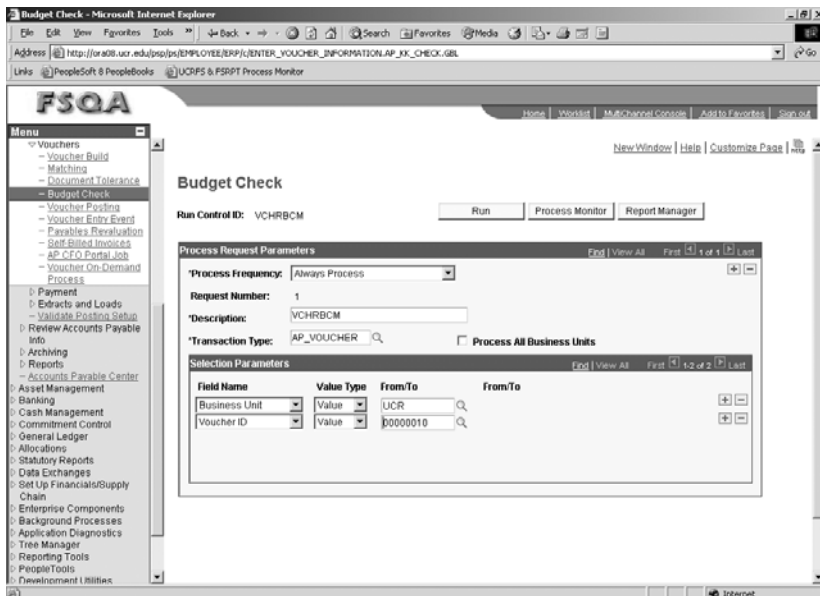 Budget Check - Microsoft Internet Explorer
File Edit View Favorites Tools »
Back Search Favorites Media
Address http://ora08.ucr.edu/psp/ps/EMPLOYEE/ERP/c/ENTER_VOUCHER_INFORMATION.AP_KK_CHECK.GBL Go
Links PeopleSoft 8 PeopleBooks UCRFS & FSRPT Process Monitor
FSQA
Home | Worklist | MultiChannel Console | Add to Favorites | Sign out
Menu
Vouchers
– Voucher Build
– Matching
– Document Tolerance
– Budget Check
– Voucher Posting
– Voucher Entry Event
– Payables Revaluation
– Self-Billed Invoices
– AP CFO Portal Job
– Voucher On-Demand
Process
Payment
Extracts and Loads
– Validate Posting Setup
Review Accounts Payable
Info
Archiving
Reports
– Accounts Payable Center
Asset Management
Banking
Cash Management
Commitment Control
General Ledger
Allocations
Statutory Reports
Data Exchanges
Set Up Financials/Supply
Chain
Enterprise Components
Background Processes
Application Diagnostics
Tree Manager
Reporting Tools
PeopleTools
Development Utilities
New Window | Help | Customize Page |
Budget Check
Run Control ID: VCHRBCM Run Process Monitor Report Manager
Process Request Parameters Find | View All First 1 of 1 Last
*Process Frequency: Always Process
Request Number: 1
*Description: VCHRBCM
*Transaction Type: AP_VOUCHER Process All Business Units
Selection Parameters Find | View All First 1-2 of 2 Last
Field Name Value Type From/To From/To
Business Unit Value UCR
Voucher ID Value 00000010
Internet